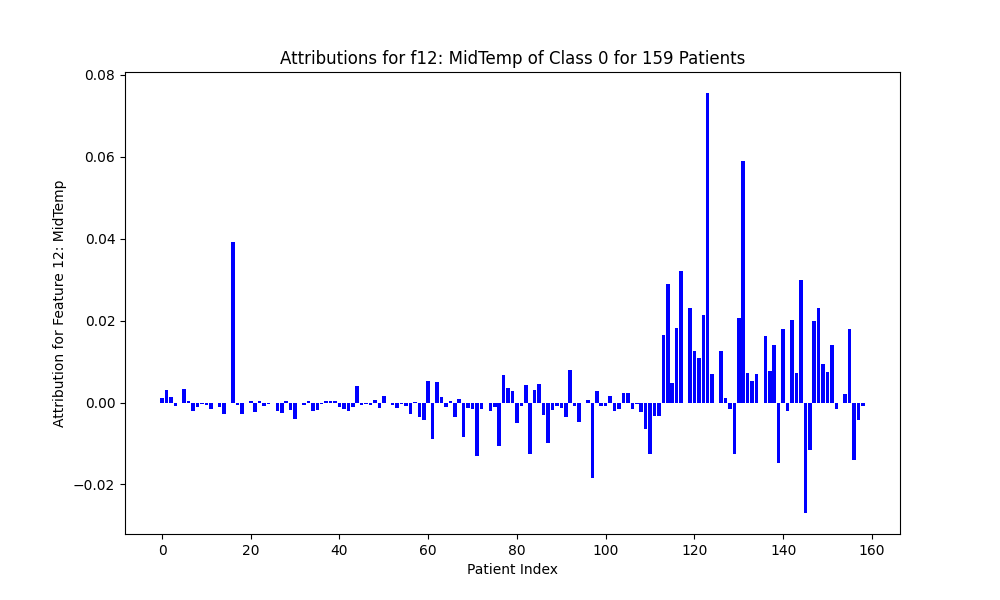 Attributions for f12: MidTemp of Class 0 for 159 Patients
0.08
0.06
0.04
0.02
0.00
−0.02
Attribution for Feature 12: MidTemp
0 20 40 60 80 100 120 140 160
Patient Index